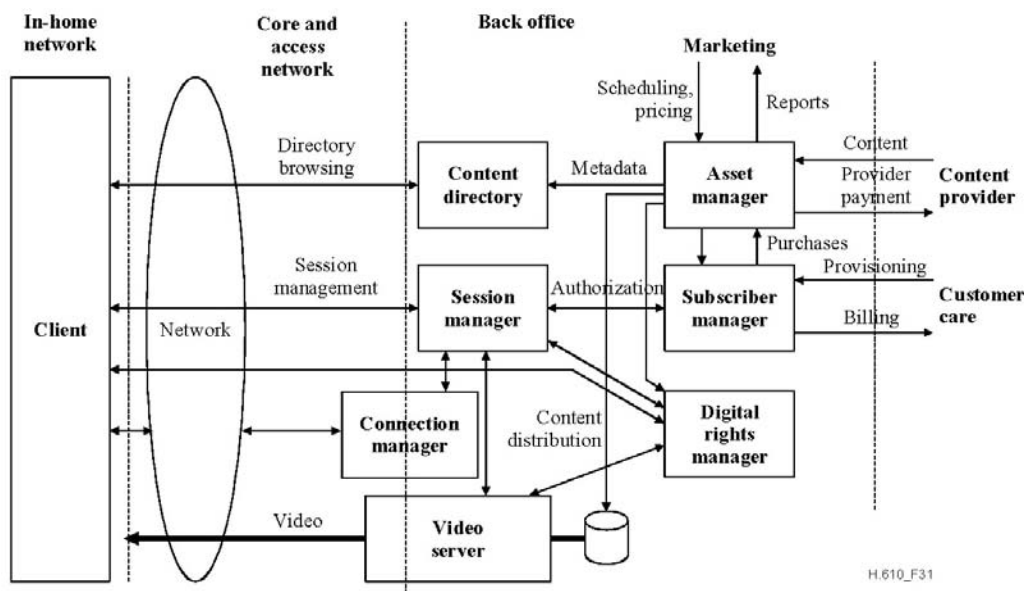 In-home
network
Core and
access
network
Back office
Marketing
Scheduling,
pricing
Reports
Directory
browsing
Content
directory
Metadata
Asset
manager
Content
Provider
payment
Content
provider
Purchases
Session
management
Session
manager
Authorization
Subscriber
manager
Provisioning
Billing
Customer
care
Client
Network
Connection
manager
Content
distribution
Digital
rights
manager
Video
Video
server
H.610_F31